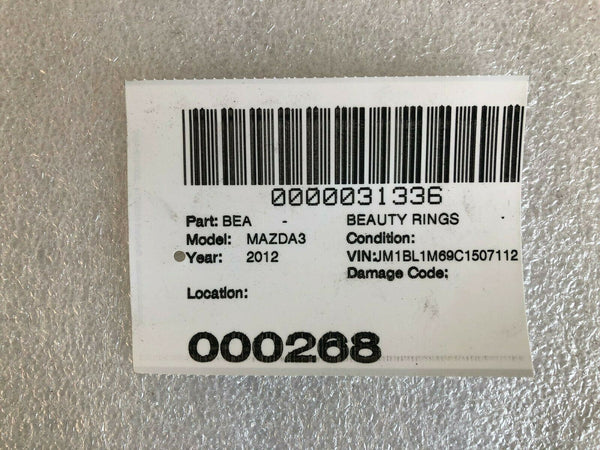 0000031336
Part: BEA - BEAUTY RINGS
Model: MAZDA3 Condition:
Year: 2012 VIN:JM1BL1M69C1507112
Damage Code:
Location:
000268